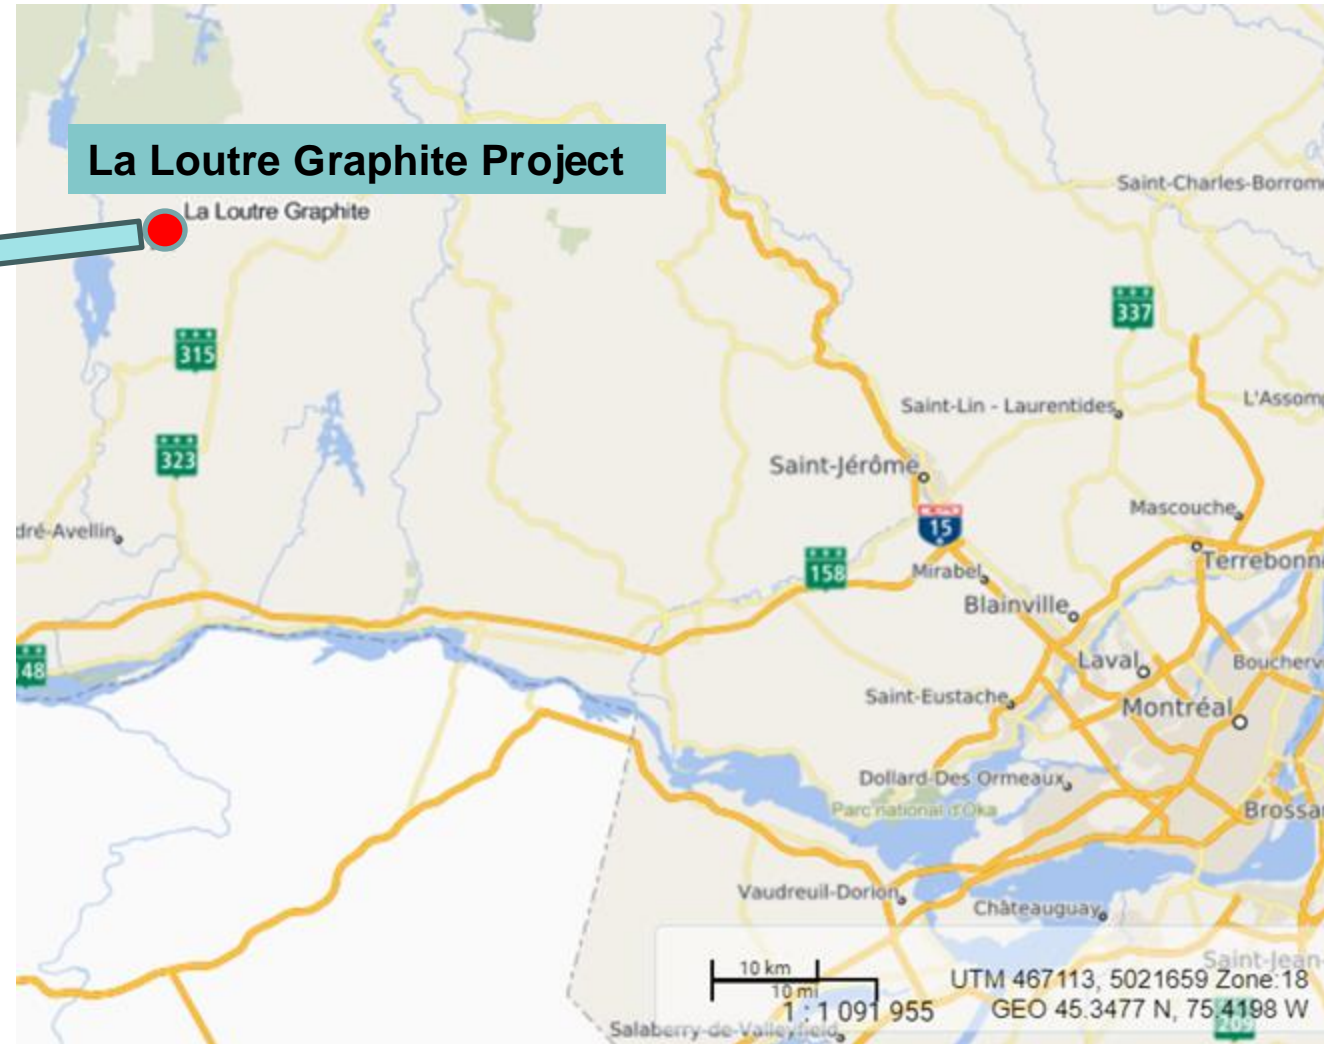 La Loutre Graphite Project
Saint-Charles-Borrom
La Loutre Graphite
337
315
L'Assom
Saint-Lin - Laurentides
323
Saint-Jérôme
Mascouche
15
dré-Avellin
Terrebonn
158
Mirabel
Blainville
Laval
Boucherv
48
Saint-Eustache
Montréal
Dollard-Des Ormeaux
Parc national d'Oka
Brossa
Vaudreuil-Dorion
Châteauguay
Saint-Jean-
10 km
UTM 467113, 5021659 Zone:18
10 mi
1 : 1 091 955
GEO 45.3477 N, 75.4198 W
209
Salaberry-de-Valleyfield